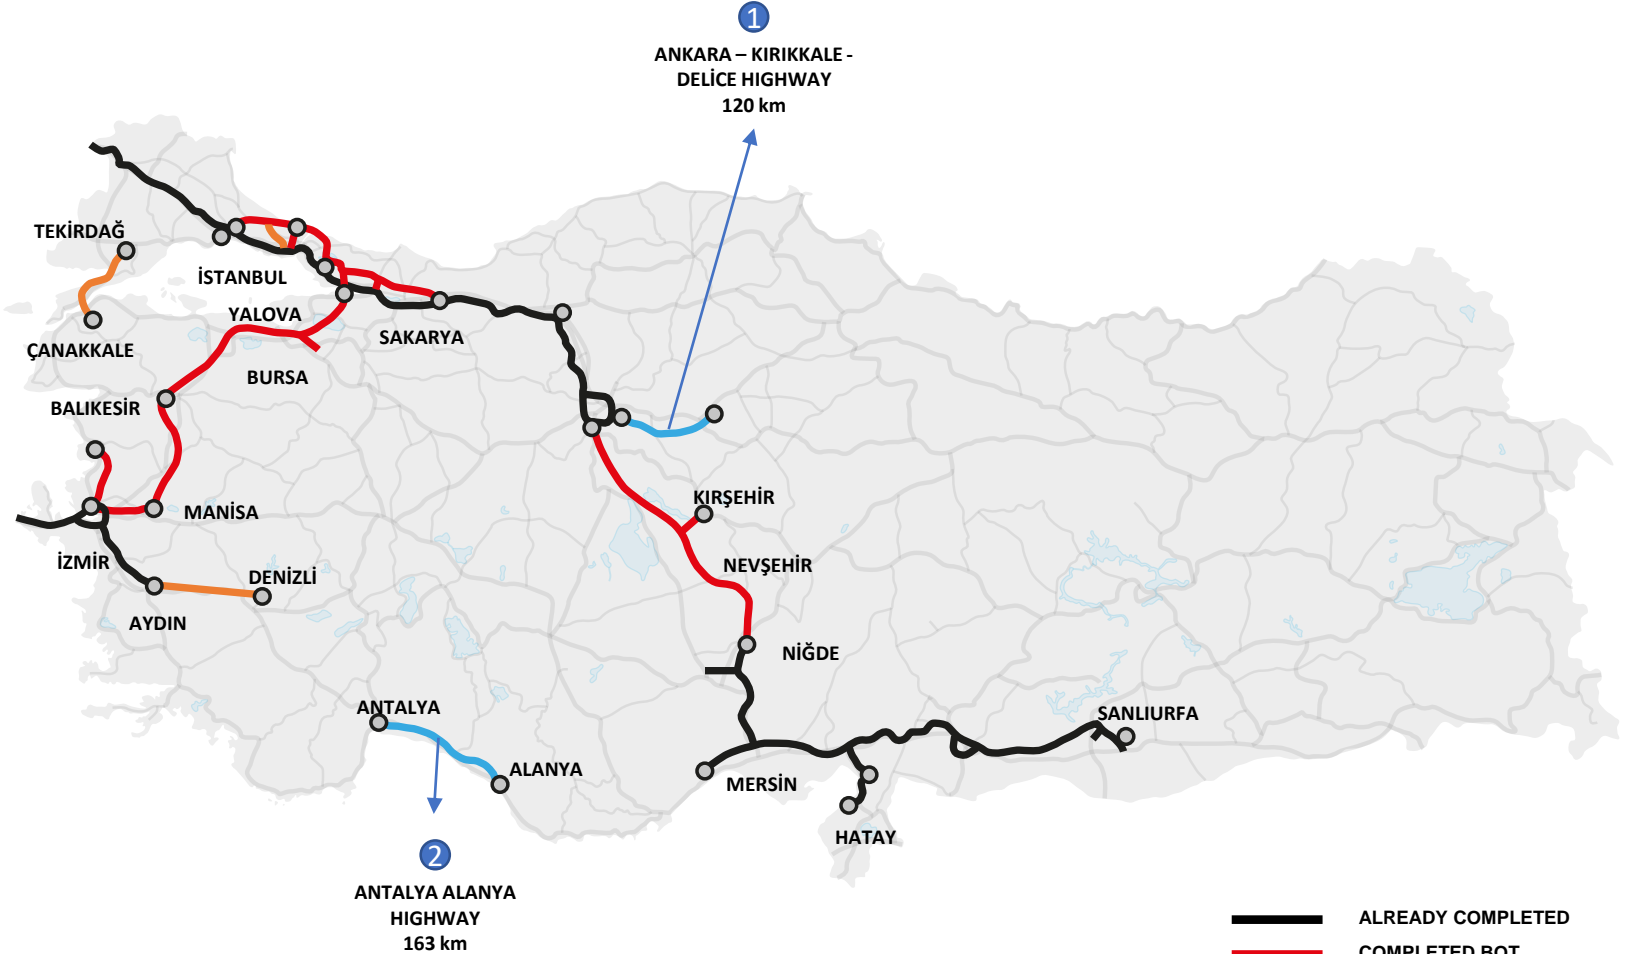 1
ANKARA – KIRIKKALE -
DELİCE HIGHWAY
120 km
TEKİRDAĞ
İSTANBUL
YALOVA
SAKARYA
ÇANAKKALE
BURSA
BALIKESİR
MANİSA
KIRŞEHİR
İZMİR
NEVŞEHİR
DENİZLİ
AYDIN
NİĞDE
ANTALYA
SANLIURFA
ALANYA
MERSİN
HATAY
2
ANTALYA ALANYA
HIGHWAY
163 km
ALREADY COMPLETED
COMPLETED BOT